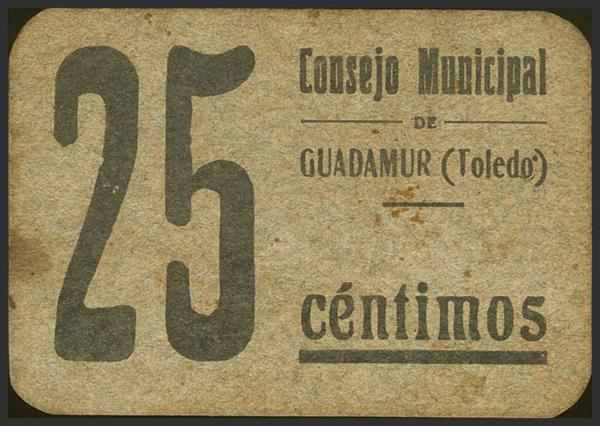 25
Consejo Municipal
DE
GUADAMUR (Toledo)
céntimos